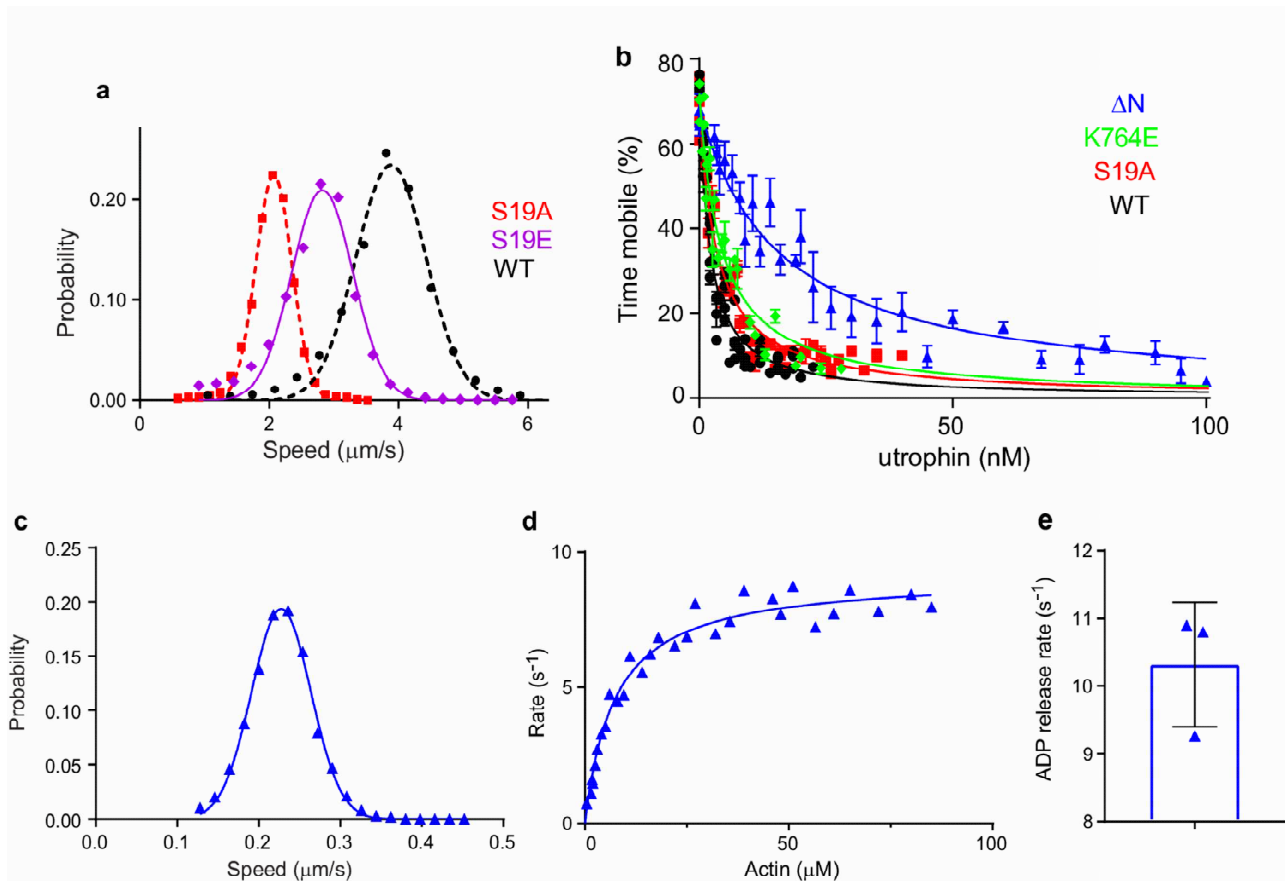 a
0.20
0.10
0.00
Probability
0
2
4
6
Speed (μm/s)
S19A
S19E
WT
b
80
60
40
20
0
Time mobile (%)
0
50
100
utrophin (nM)
ΔN
K764E
S19A
WT
c
0.25
0.20
0.15
0.10
0.05
0.00
Probability
0.0
0.1
0.2
0.3
0.4
0.5
Speed (μm/s)
d
10
5
0
Rate (s⁻¹)
0
50
100
Actin (μM)
e
12
11
10
9
8
ADP release rate (s⁻¹)